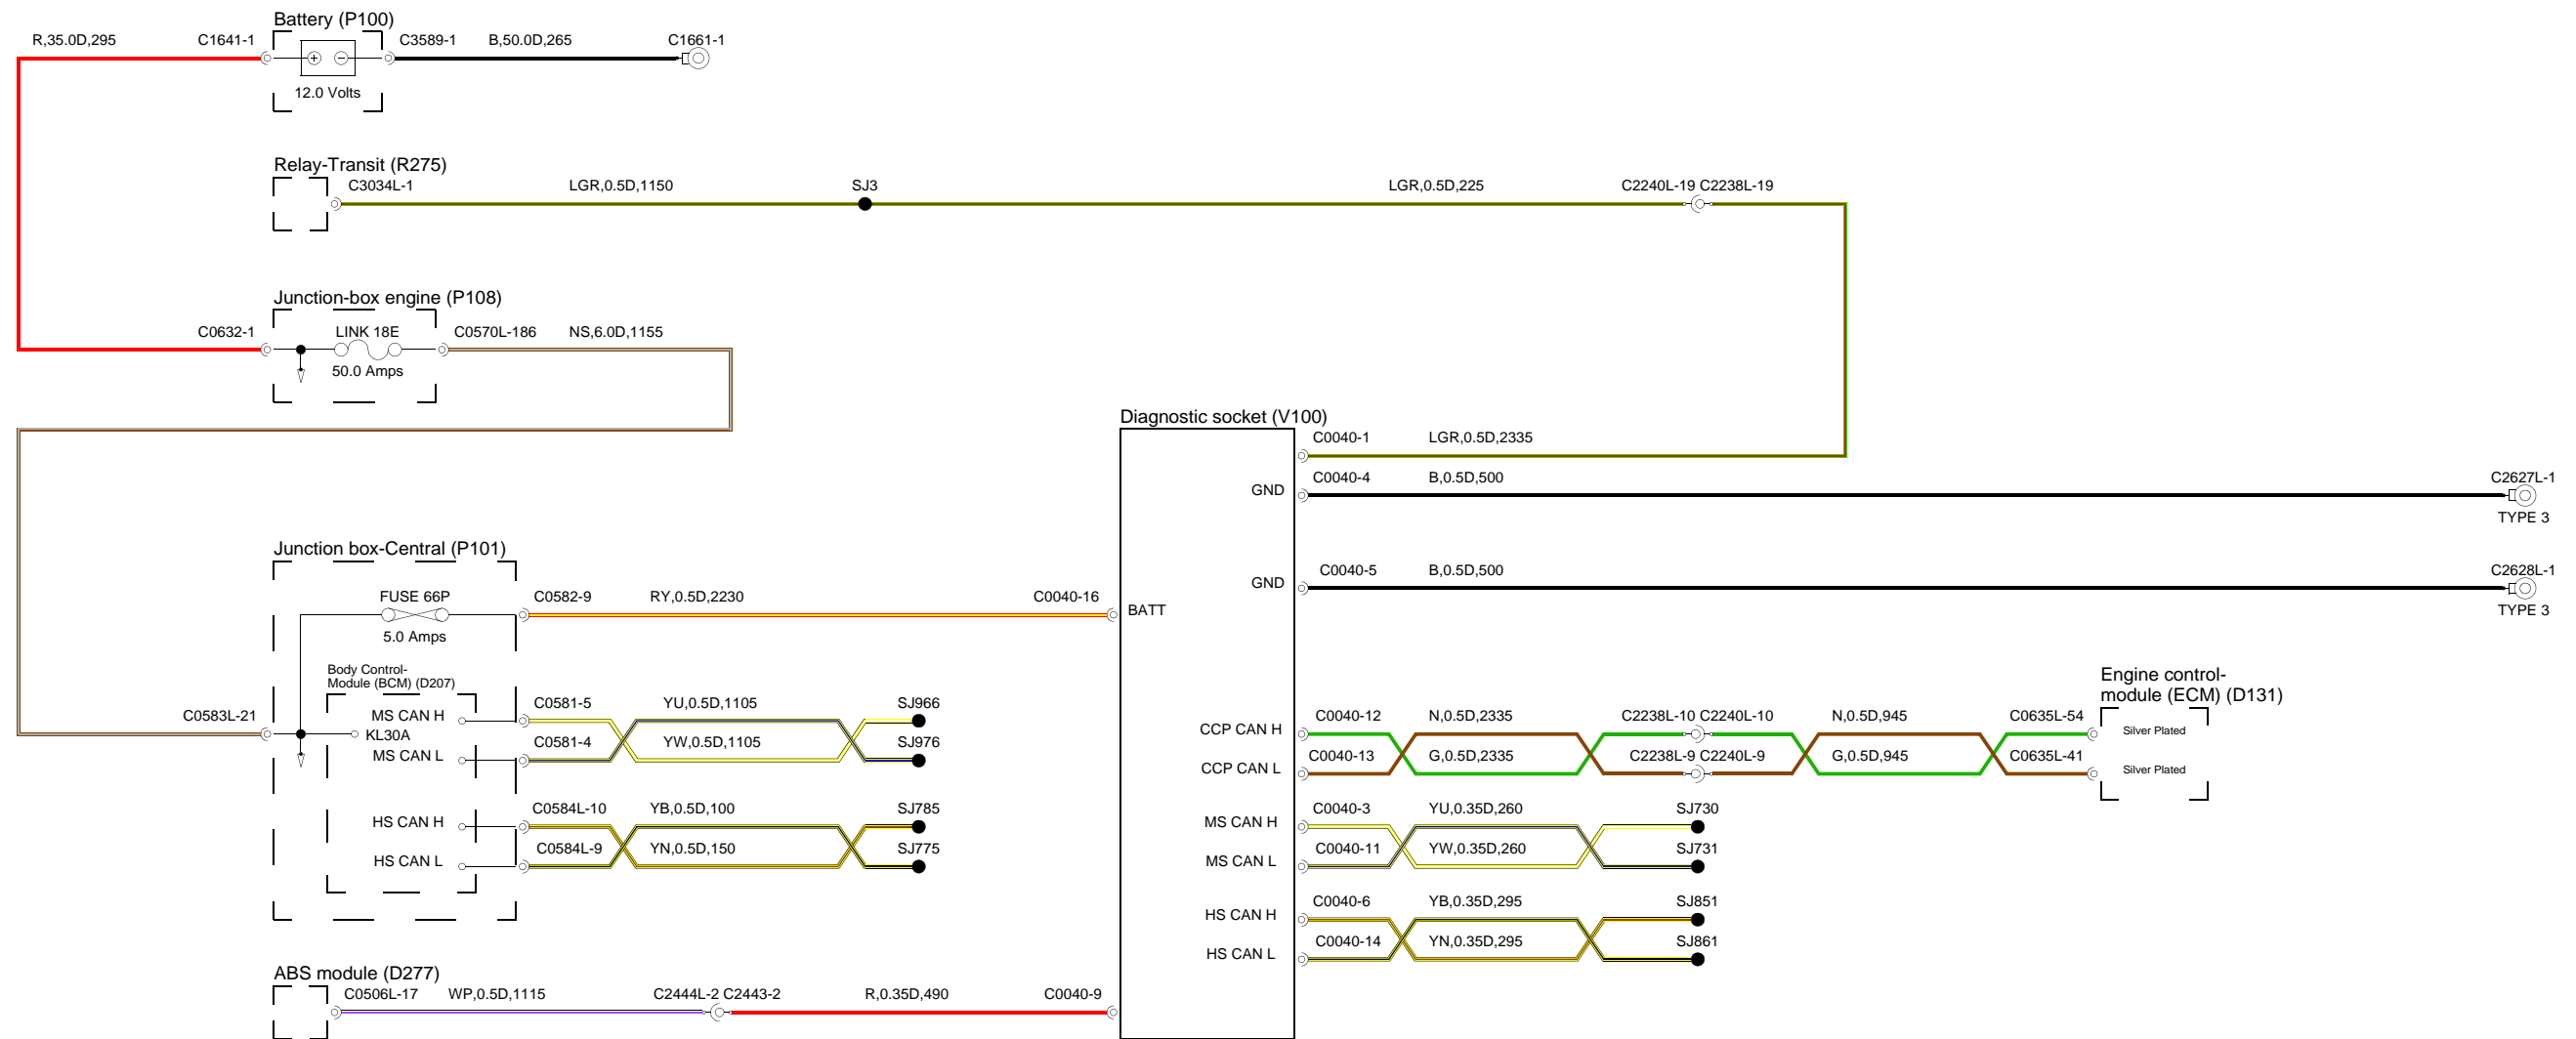 Battery (P100)
R,35.0D,295 C1641-1 C3589-1 B,50.0D,265 C1661-1
12.0 Volts
Relay-Transit (R275)
C3034L-1 LGR,0.5D,1150 SJ3 LGR,0.5D,225 C2240L-19 C2238L-19
Junction-box engine (P108)
C0632-1 LINK 18E C0570L-186 NS,6.0D,1155
50.0 Amps
Diagnostic socket (V100)
C0040-1 LGR,0.5D,2335
C0040-4 B,0.5D,500 C2627L-1
GND
TYPE 3
Junction box-Central (P101)
C0040-5 B,0.5D,500 C2628L-1
GND
TYPE 3
FUSE 66P C0582-9 RY,0.5D,2230 C0040-16
BATT
5.0 Amps
Body Control-
Module (BCM) (D207)
Engine control-
module (ECM) (D131)
C0583L-21 MS CAN H C0581-5 YU,0.5D,1105 SJ966
KL30A
MS CAN L C0581-4 YW,0.5D,1105 SJ976
CCP CAN H C0040-12 N,0.5D,2335 C2238L-10 C2240L-10 N,0.5D,945 C0635L-54
Silver Plated
CCP CAN L C0040-13 G,0.5D,2335 C2238L-9 C2240L-9 G,0.5D,945 C0635L-41
Silver Plated
HS CAN H C0584L-10 YB,0.5D,100 SJ785
HS CAN L C0584L-9 YN,0.5D,150 SJ775
MS CAN H C0040-3 YU,0.35D,260 SJ730
MS CAN L C0040-11 YW,0.35D,260 SJ731
HS CAN H C0040-6 YB,0.35D,295 SJ851
HS CAN L C0040-14 YN,0.35D,295 SJ861
ABS module (D277)
C0506L-17 WP,0.5D,1115 C2444L-2 C2443-2 R,0.35D,490 C0040-9